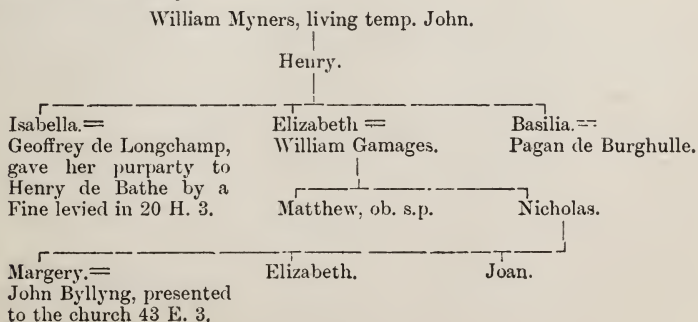 William Myners, living temp. John.
Henry.
Isabella.=
Geoffrey de Longchamp,
gave her purparty to
Henry de Bathe by a
Fine levied in 20 H. 3.
Elizabeth =
William Gamages.
Basilia.=
Pagan de Burghulle.
Matthew, ob. s.p.
Nicholas.
Margery.=
John Byllyng, presented
to the church 43 E. 3.
Elizabeth.
Joan.